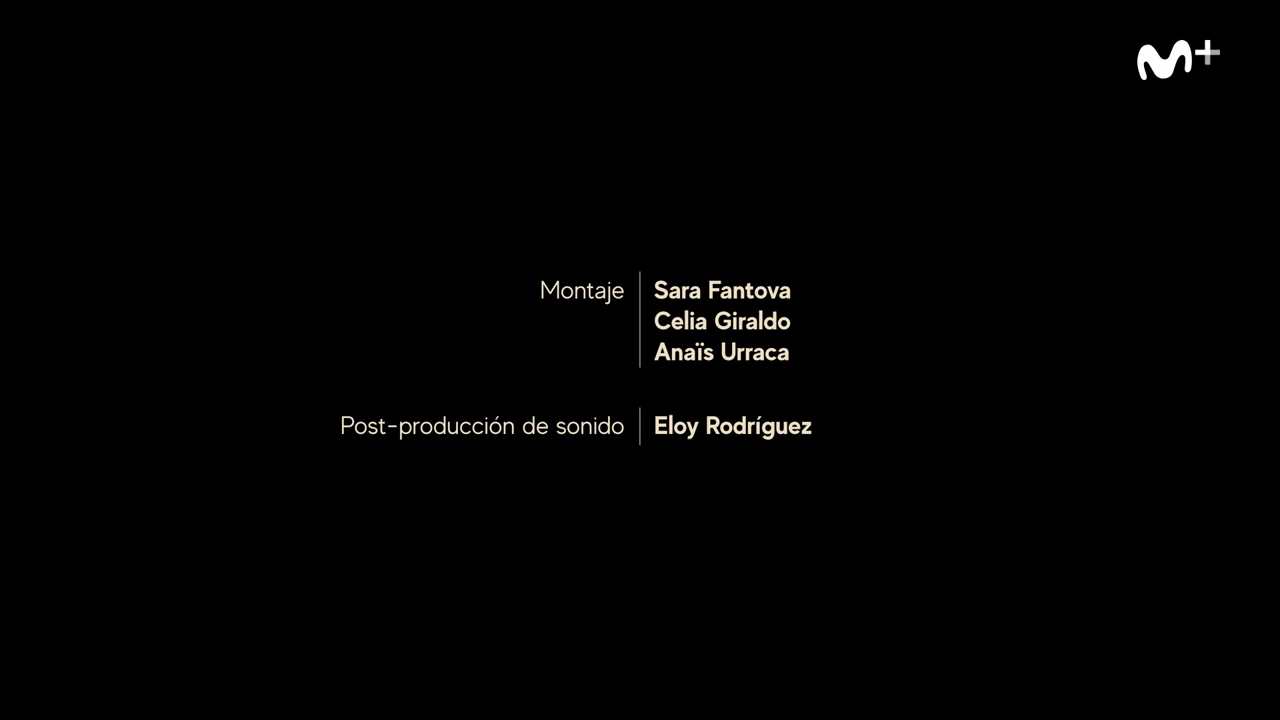 M+
Montaje Sara Fantova
Celia Giraldo
Anaïs Urraca
Post-producción de sonido Eloy Rodríguez